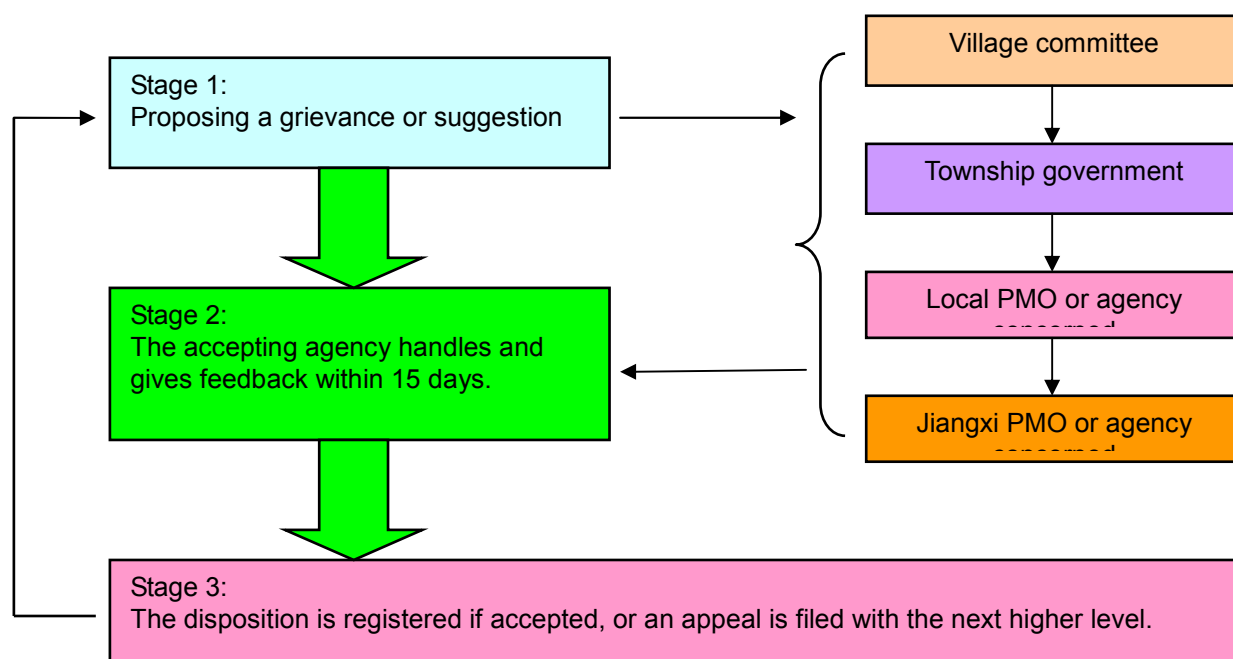 Stage 1:
Proposing a grievance or suggestion
Village committee
Township government
Local PMO or agency
Stage 2:
The accepting agency handles and
gives feedback within 15 days.
Jiangxi PMO or agency
Stage 3:
The disposition is registered if accepted, or an appeal is filed with the next higher level.